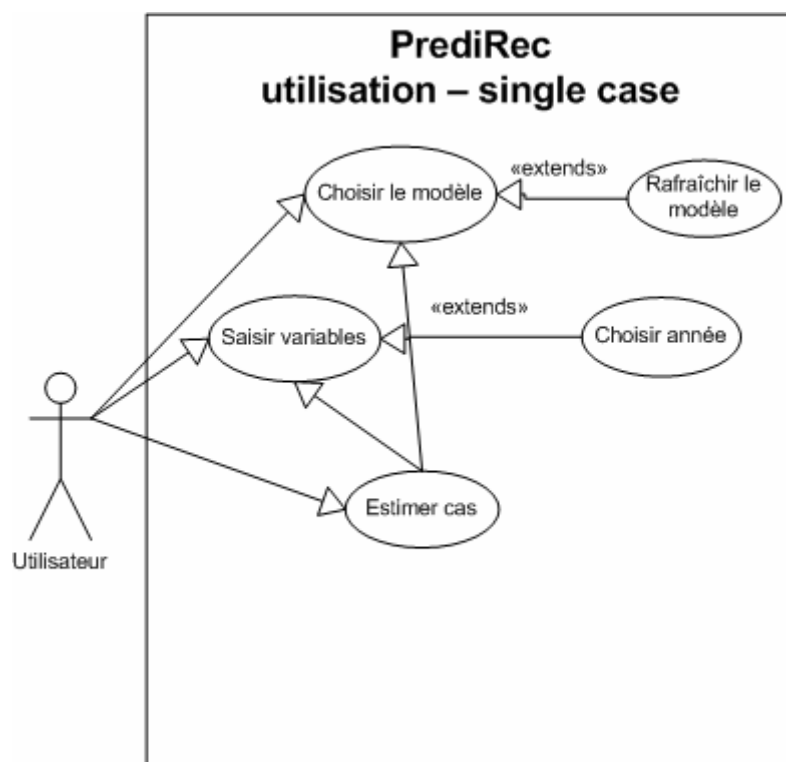 PrediRec
utilisation – single case
Choisir le modèle
«extends»
Rafraîchir le
modèle
Saisir variables
«extends»
Choisir année
Estimer cas
Utilisateur